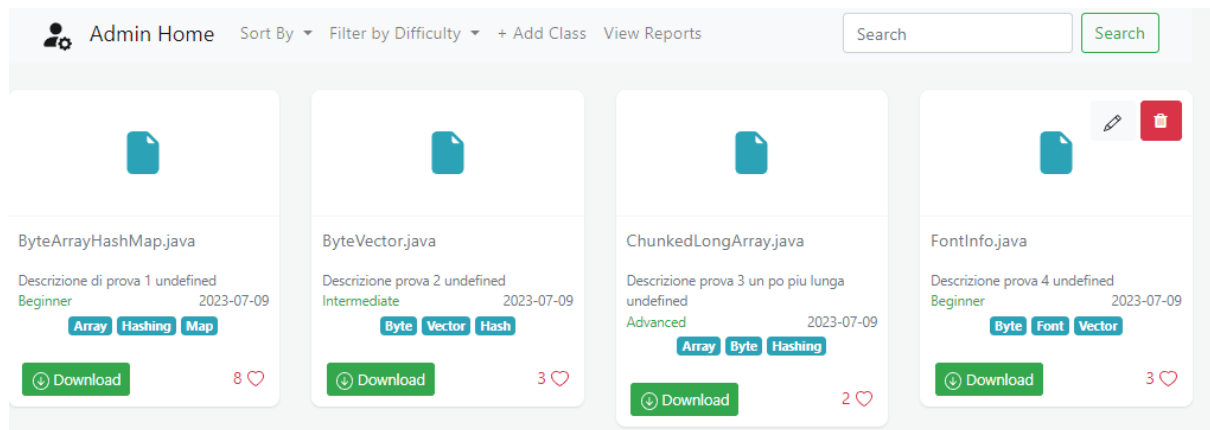 Admin Home Sort By Filter by Difficulty + Add Class View Reports Search Search
ByteArrayHashMap.java
Descrizione di prova 1 undefined
Beginner 2023-07-09
Array Hashing Map
Download 8
ByteVector.java
Descrizione prova 2 undefined
Intermediate 2023-07-09
Byte Vector Hash
Download 3
ChunkedLongArray.java
Descrizione prova 3 un po piu lunga
undefined
Advanced 2023-07-09
Array Byte Hashing
Download 2
FontInfo.java
Descrizione prova 4 undefined
Beginner 2023-07-09
Byte Font Vector
Download 3